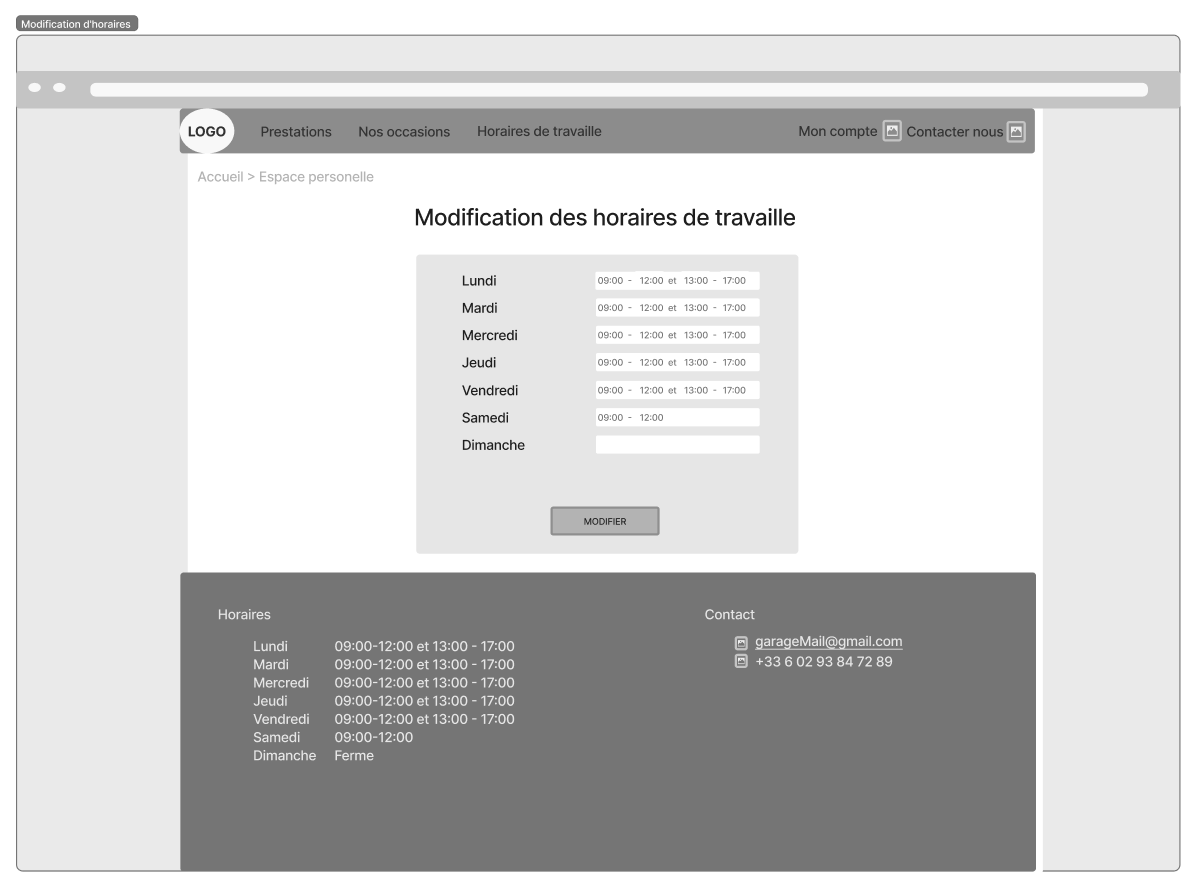 Modification d'horaires
LOGO Prestations Nos occasions Horaires de travaille Mon compte Contacter nous
Accueil > Espace personelle
Modification des horaires de travaille
Lundi 09:00 - 12:00 et 13:00 - 17:00
Mardi 09:00 - 12:00 et 13:00 - 17:00
Mercredi 09:00 - 12:00 et 13:00 - 17:00
Jeudi 09:00 - 12:00 et 13:00 - 17:00
Vendredi 09:00 - 12:00 et 13:00 - 17:00
Samedi 09:00 - 12:00
Dimanche
MODIFIER
Horaires
Lundi 09:00-12:00 et 13:00 - 17:00
Mardi 09:00-12:00 et 13:00 - 17:00
Mercredi 09:00-12:00 et 13:00 - 17:00
Jeudi 09:00-12:00 et 13:00 - 17:00
Vendredi 09:00-12:00 et 13:00 - 17:00
Samedi 09:00-12:00
Dimanche Ferme
Contact
garageMail@gmail.com
+33 6 02 93 84 72 89